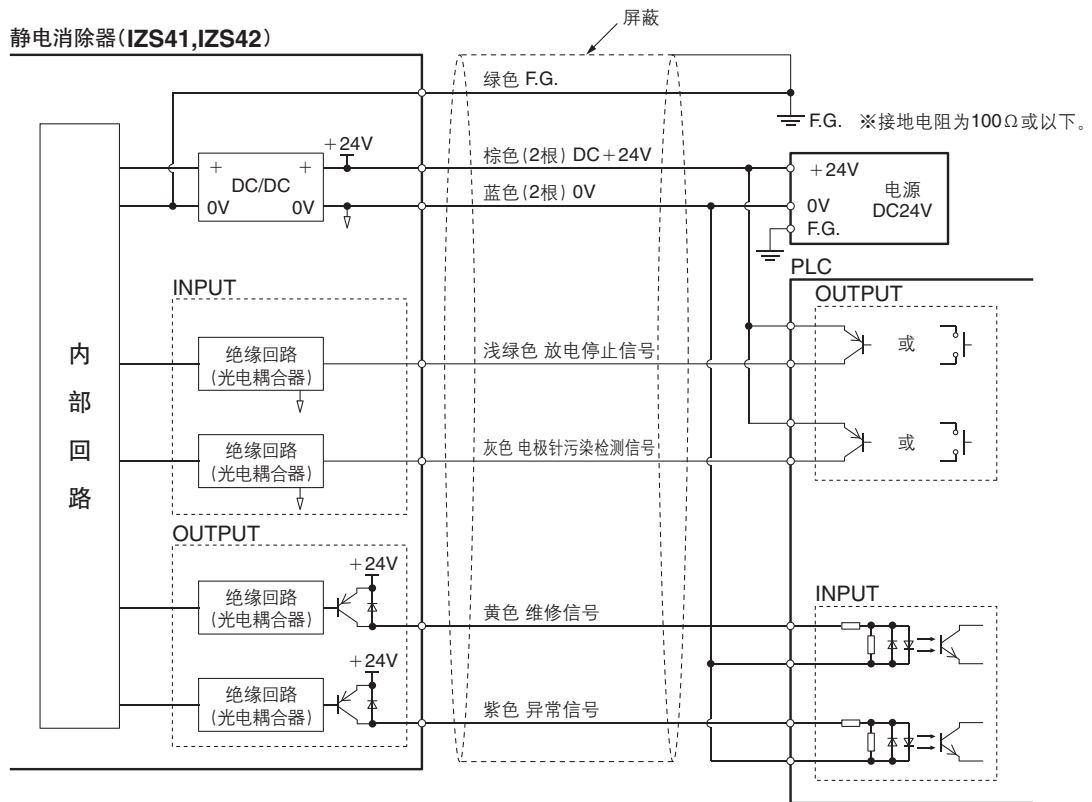 屏蔽
静电消除器(IZS41,IZS42)
绿色 F.G.
F.G. ※接地电阻为100Ω或以下。
+24V
棕色(2根) DC+24V
+ +
DC/DC
0V 0V
蓝色(2根) 0V
+24V
电源
DC24V
0V
F.G.
PLC
INPUT
OUTPUT
内部回路
绝缘回路
(光电耦合器)
浅绿色 放电停止信号
或
绝缘回路
(光电耦合器)
灰色 电极针污染检测信号
或
OUTPUT
+24V
绝缘回路
(光电耦合器)
黄色 维修信号
INPUT
+24V
绝缘回路
(光电耦合器)
紫色 异常信号